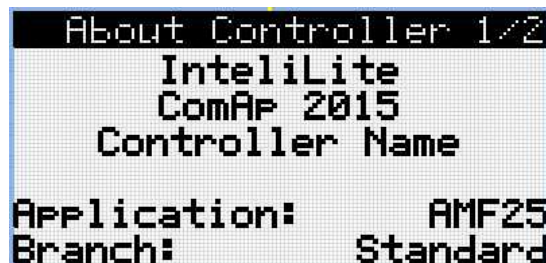 About Controller 1/2
InteliLite
ComAp 2015
Controller Name
Application: AMF25
Branch: Standard